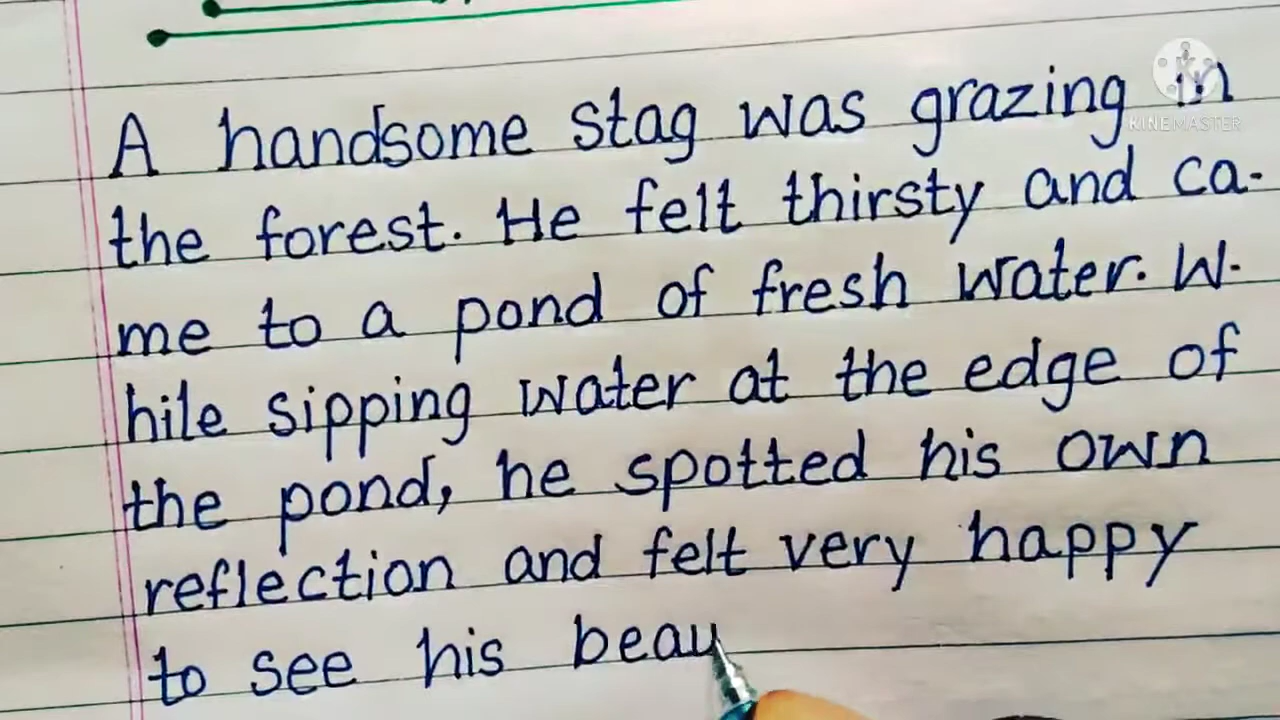 A handsome stag was grazing in
the forest. He felt thirsty and ca-
me to a pond of fresh water. W-
hile sipping water at the edge of
the pond, he spotted his own
reflection and felt very happy
to see his beau
KINEMASTER